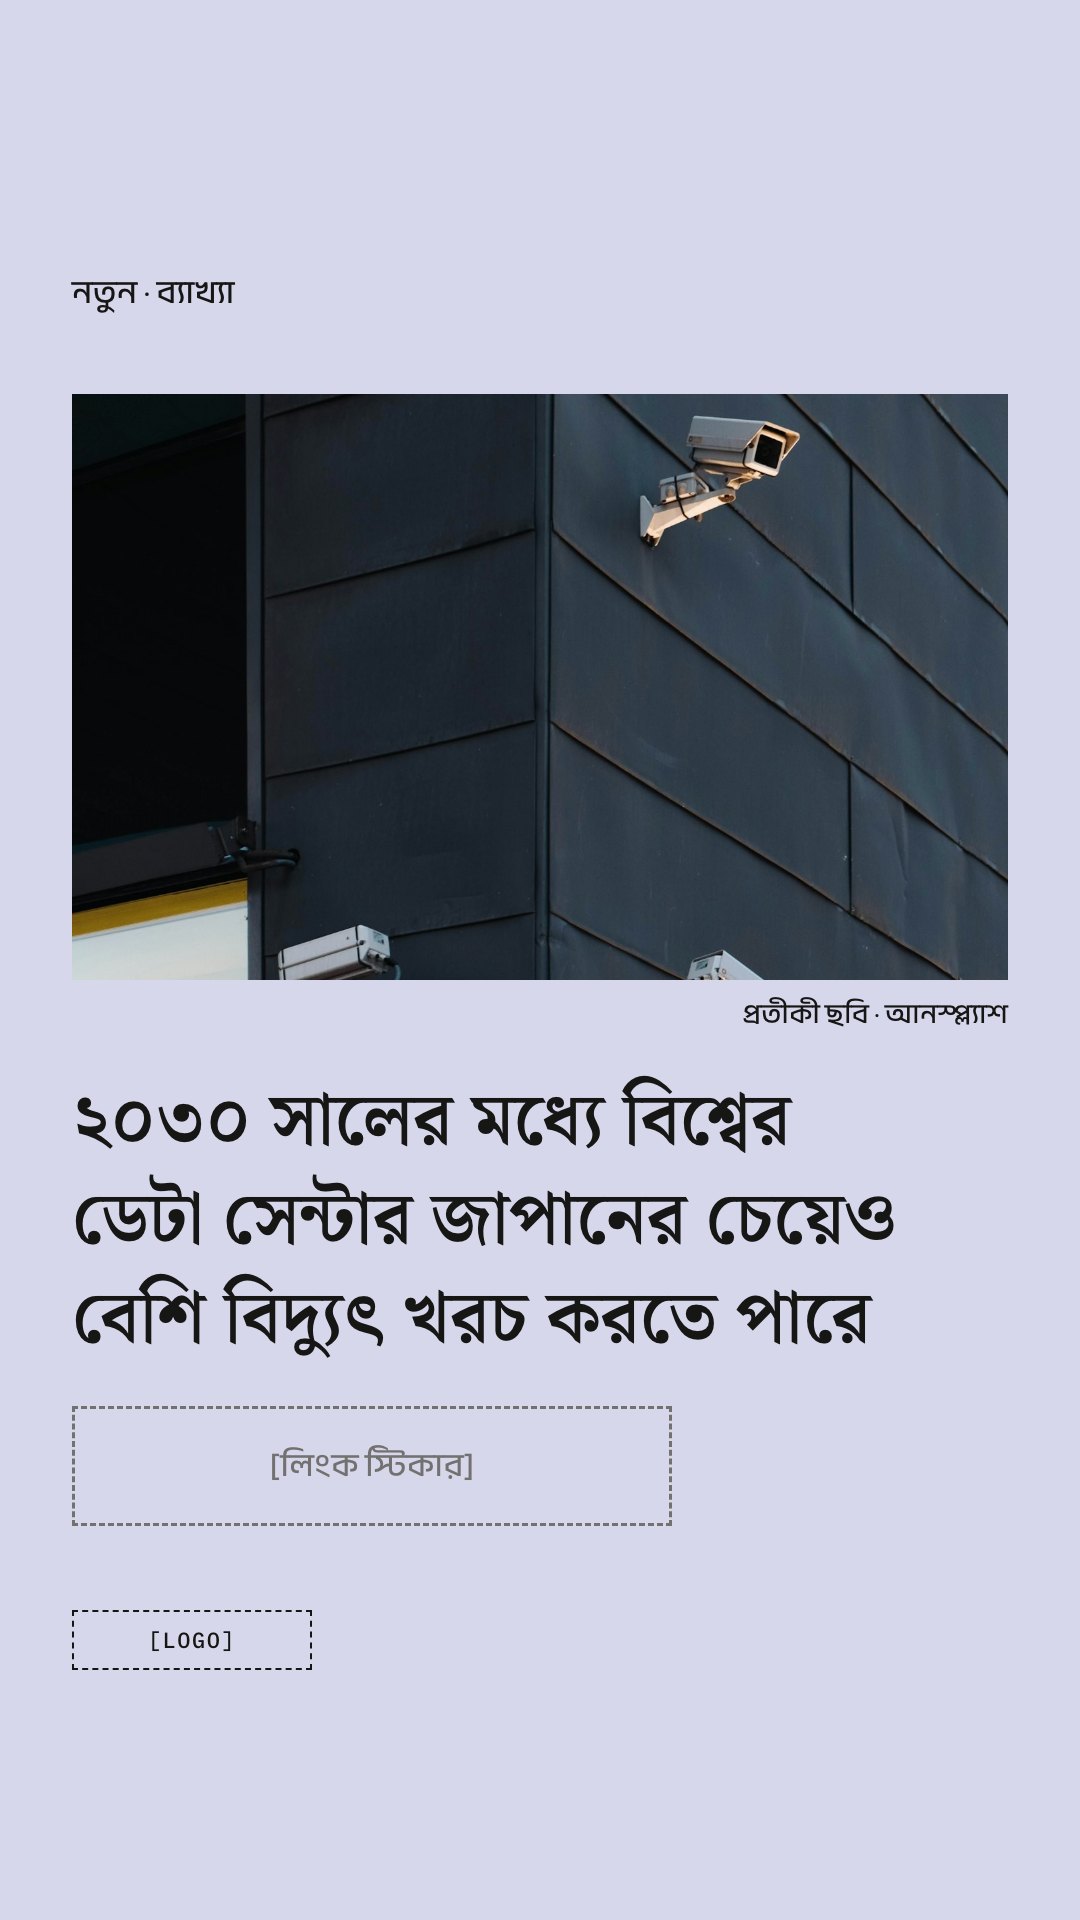 নতুন · ব্যাখ্যা
প্রতীকী ছবি · আনস্প্ল্যাশ
২০৩০ সালের মধ্যে বিশ্বের
ডেটা সেন্টার জাপানের চেয়েও
বেশি বিদ্যুৎ খরচ করতে পারে
[লিংক স্টিকার]
[LOGO]